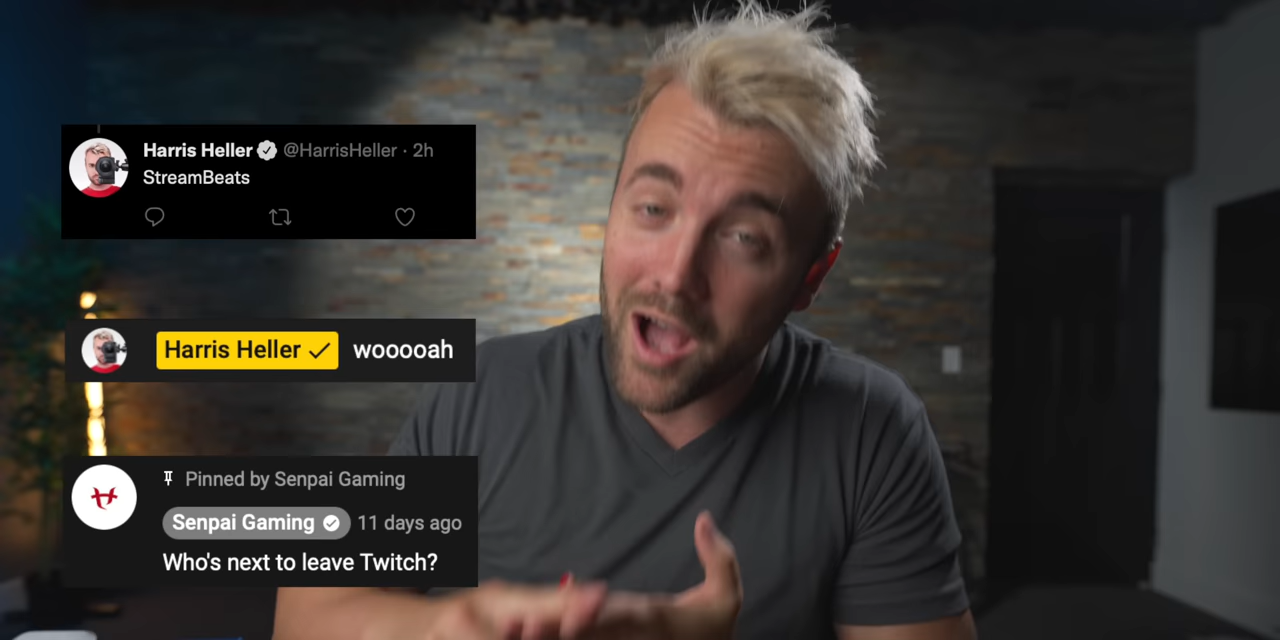 Harris Heller @HarrisHeller · 2h
StreamBeats
Harris Heller wooooah
Pinned by Senpai Gaming
Senpai Gaming 11 days ago
Who's next to leave Twitch?